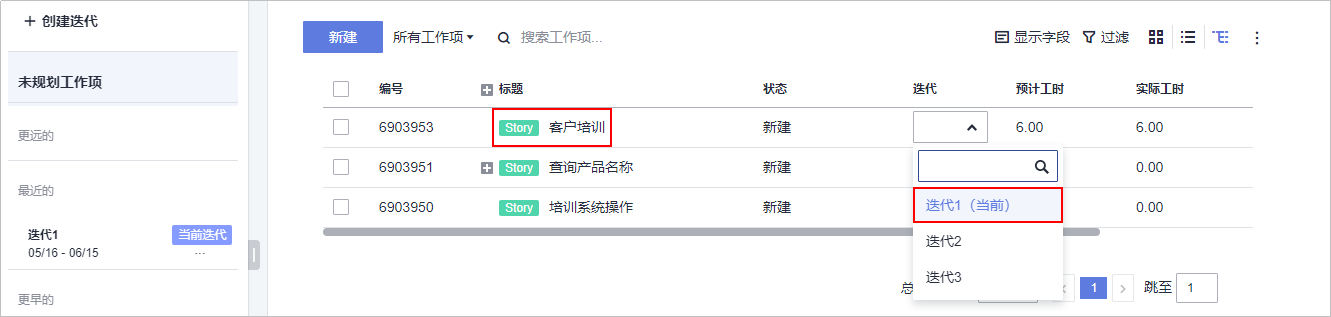 + 创建迭代
未规划工作项
更远的
最近的
迭代1 当前迭代
05/16 - 06/15 ...
更早的
新建 所有工作项 搜索工作项... 显示字段 过滤
编号 标题 状态 迭代 预计工时 实际工时
6903953 Story 客户培训 新建 6.00 6.00
6903951 Story 查询产品名称 新建 0.00
6903950 Story 培训系统操作 新建 0.00
迭代1（当前）
迭代2
迭代3
1 跳至 1